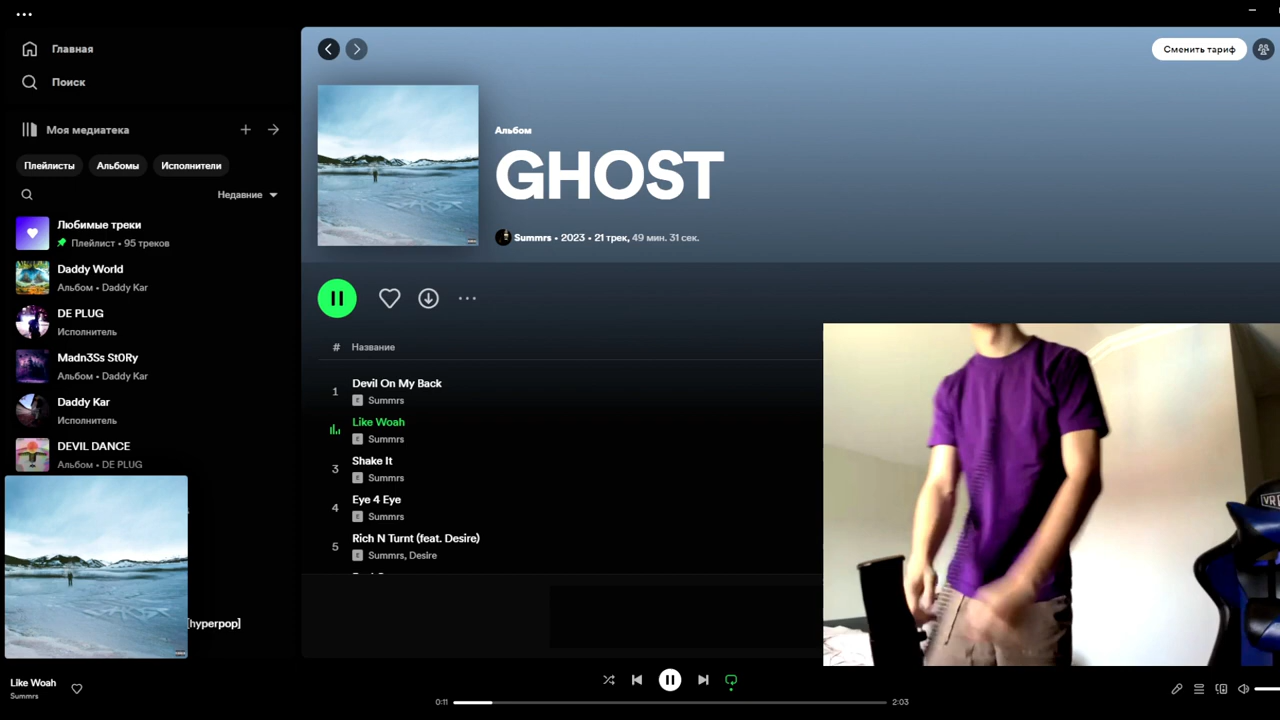 Главная
Поиск
Моя медиатека
Плейлисты
Альбомы
Исполнители
Недавние
Любимые треки
Плейлист • 95 треков
Daddy World
Альбом • Daddy Kar
DE PLUG
Исполнитель
Madn3Ss St0Ry
Альбом • Daddy Kar
Daddy Kar
Исполнитель
DEVIL DANCE
Альбом • DE PLUG
[hyperpop]
Сменить тариф
Альбом
GHOST
Summrs • 2023 • 21 трек, 49 мин. 31 сек.
# Название
1 Devil On My Back
E Summrs
Like Woah
E Summrs
3 Shake It
E Summrs
4 Eye 4 Eye
E Summrs
5 Rich N Turnt (feat. Desire)
E Summrs, Desire
Like Woah
Summrs
0:11
2:03